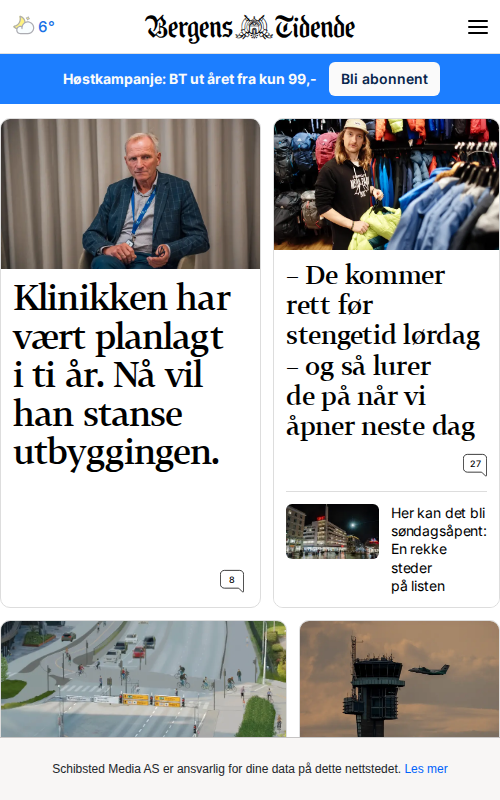 6°
Bergens Tidende
Høstkampanje: BT ut året fra kun 99,-
Bli abonnent
Klinikken har
vært planlagt
i ti år. Nå vil
han stanse
utbyggingen.
8
– De kommer
rett før
stengetid lørdag
– og så lurer
de på når vi
åpner neste dag
27
Her kan det bli
søndagsåpent:
En rekke
steder
på listen
Schibsted Media AS er ansvarlig for dine data på dette nettstedet. Les mer